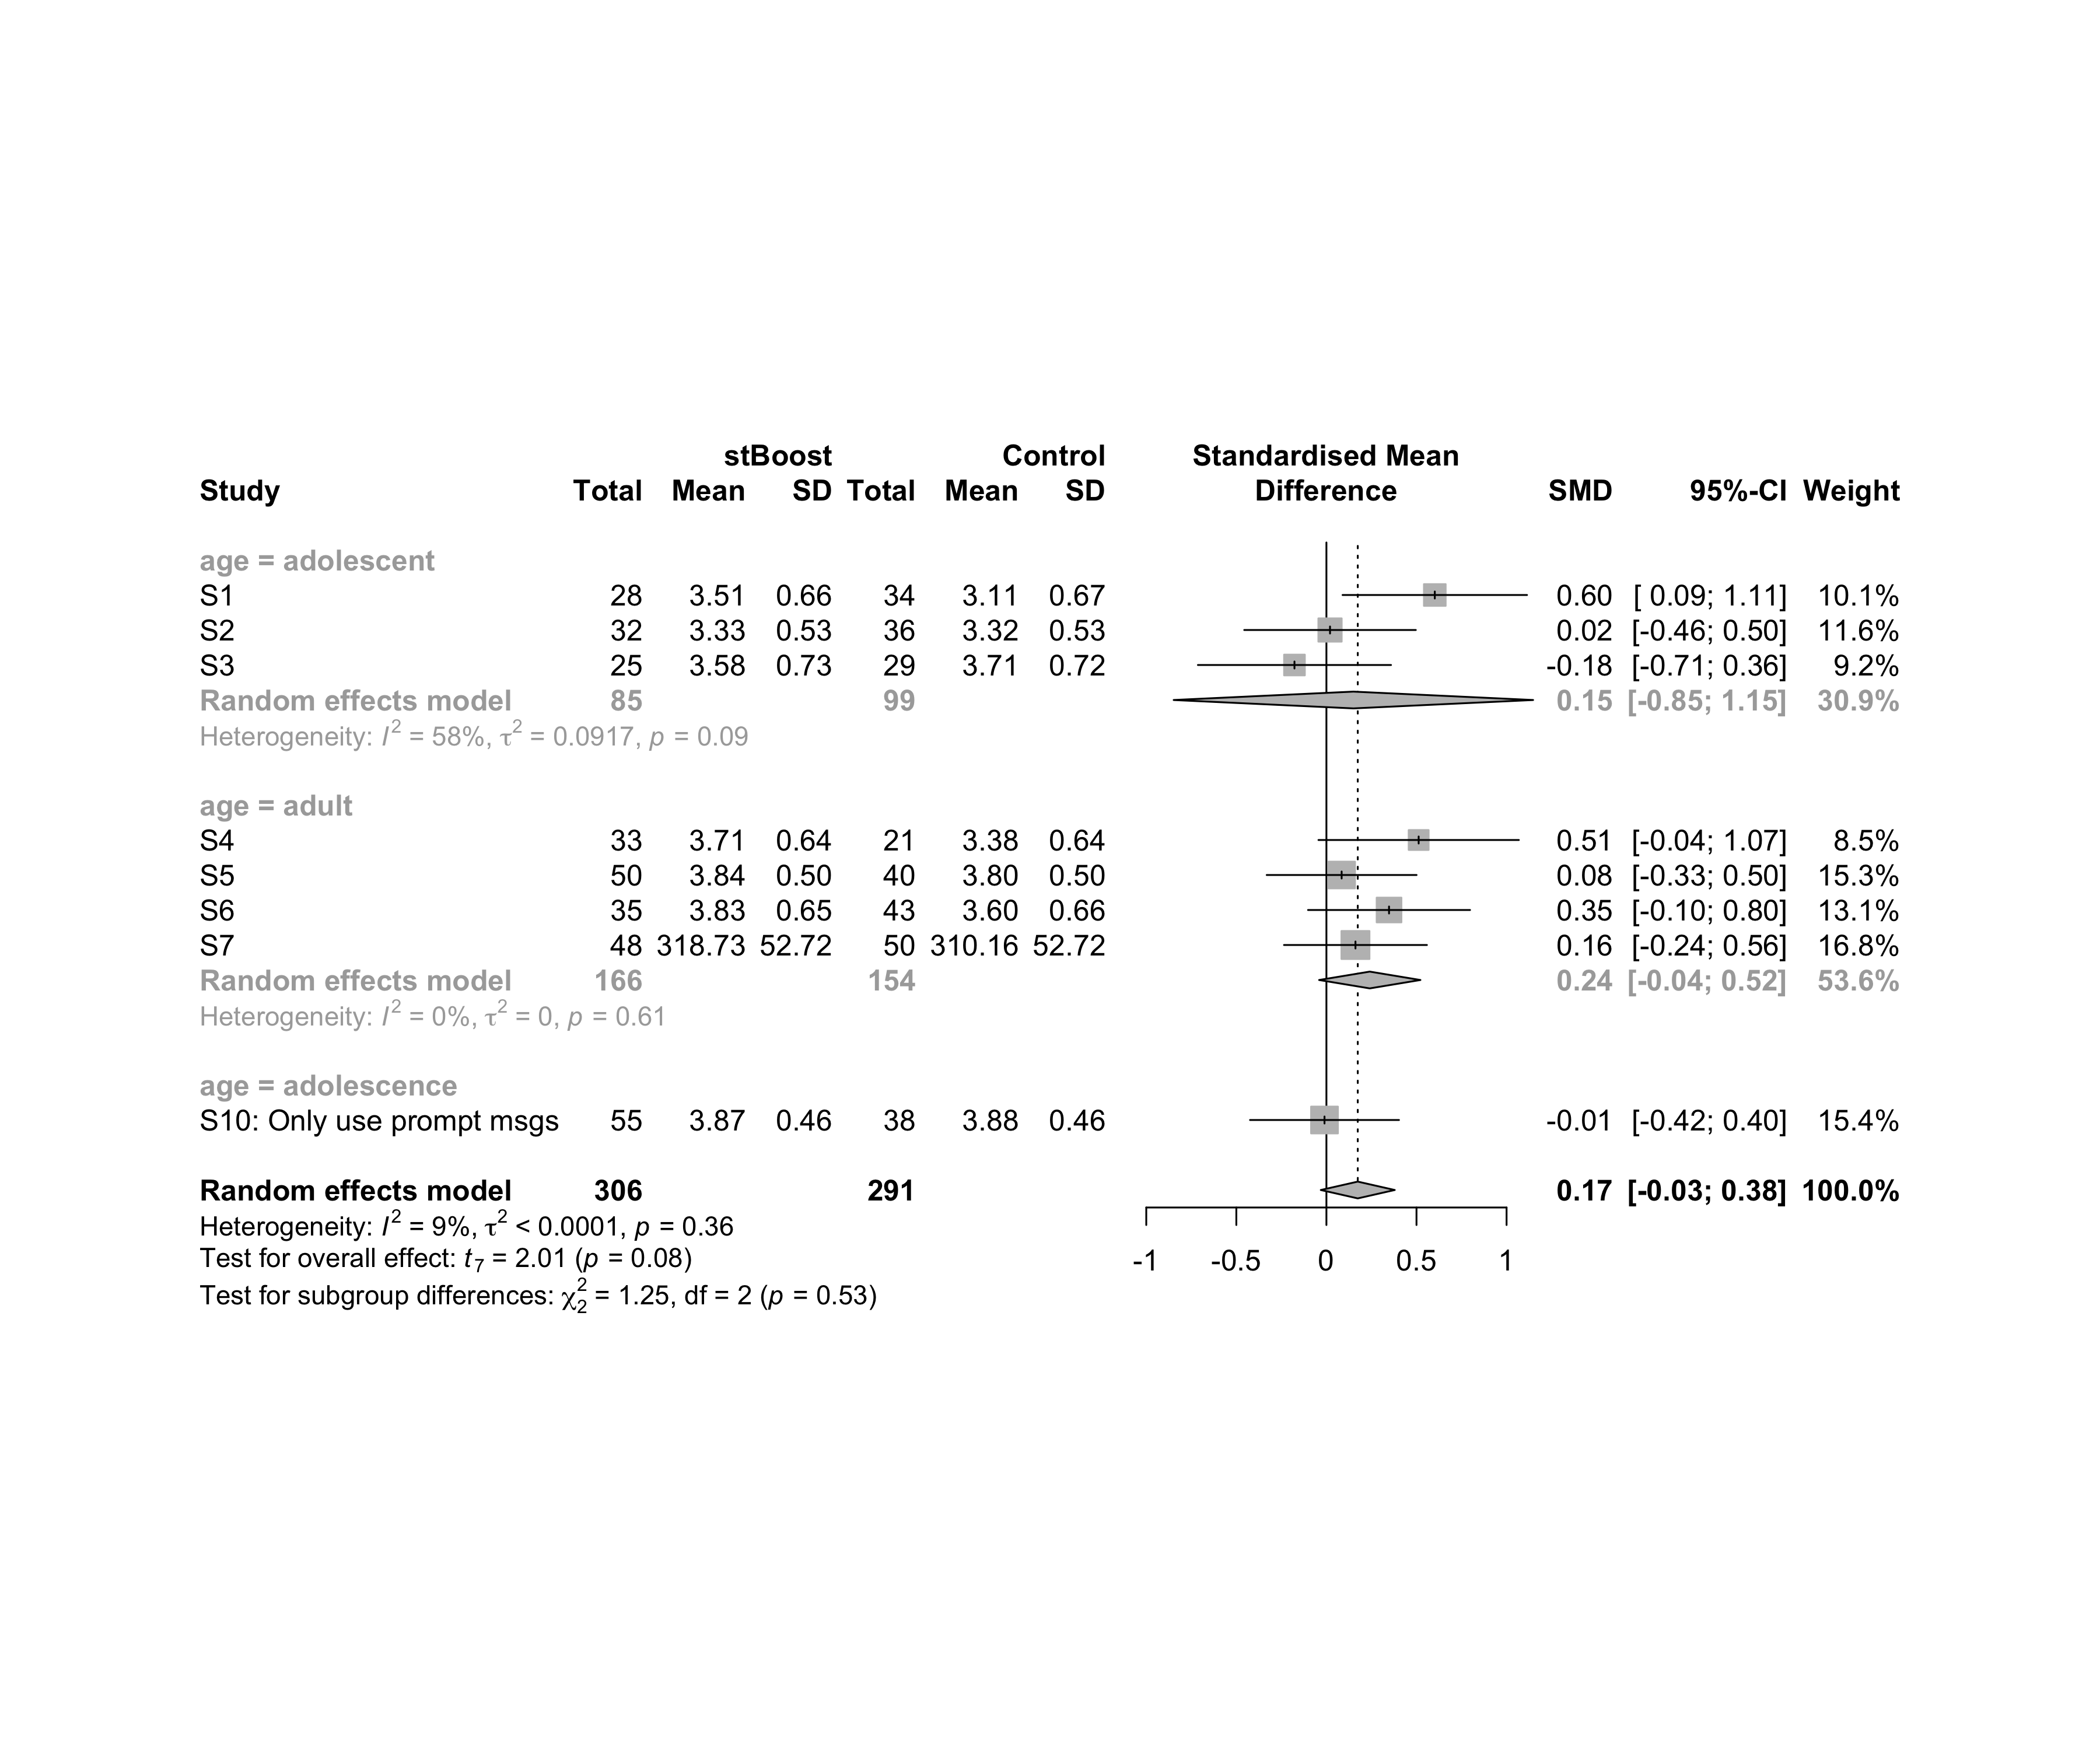 stBoost Control Standardised Mean
Study Total Mean SD Total Mean SD Difference SMD 95%-CI Weight
age = adolescent
S1 28 3.51 0.66 34 3.11 0.67 0.60 [ 0.09; 1.11] 10.1%
S2 32 3.33 0.53 36 3.32 0.53 0.02 [-0.46; 0.50] 11.6%
S3 25 3.58 0.73 29 3.71 0.72 -0.18 [-0.71; 0.36] 9.2%
Random effects model 85 99 0.15 [-0.85; 1.15] 30.9%
Heterogeneity: I² = 58%, τ² = 0.0917, p = 0.09
age = adult
S4 33 3.71 0.64 21 3.38 0.64 0.51 [-0.04; 1.07] 8.5%
S5 50 3.84 0.50 40 3.80 0.50 0.08 [-0.33; 0.50] 15.3%
S6 35 3.83 0.65 43 3.60 0.66 0.35 [-0.10; 0.80] 13.1%
S7 48 318.73 52.72 50 310.16 52.72 0.16 [-0.24; 0.56] 16.8%
Random effects model 166 154 0.24 [-0.04; 0.52] 53.6%
Heterogeneity: I² = 0%, τ² = 0, p = 0.61
age = adolescence
S10: Only use prompt msgs 55 3.87 0.46 38 3.88 0.46 -0.01 [-0.42; 0.40] 15.4%
Random effects model 306 291 0.17 [-0.03; 0.38] 100.0%
Heterogeneity: I² = 9%, τ² < 0.0001, p = 0.36
Test for overall effect: t₇ = 2.01 (p = 0.08)
-1 -0.5 0 0.5 1
Test for subgroup differences: χ²₂ = 1.25, df = 2 (p = 0.53)